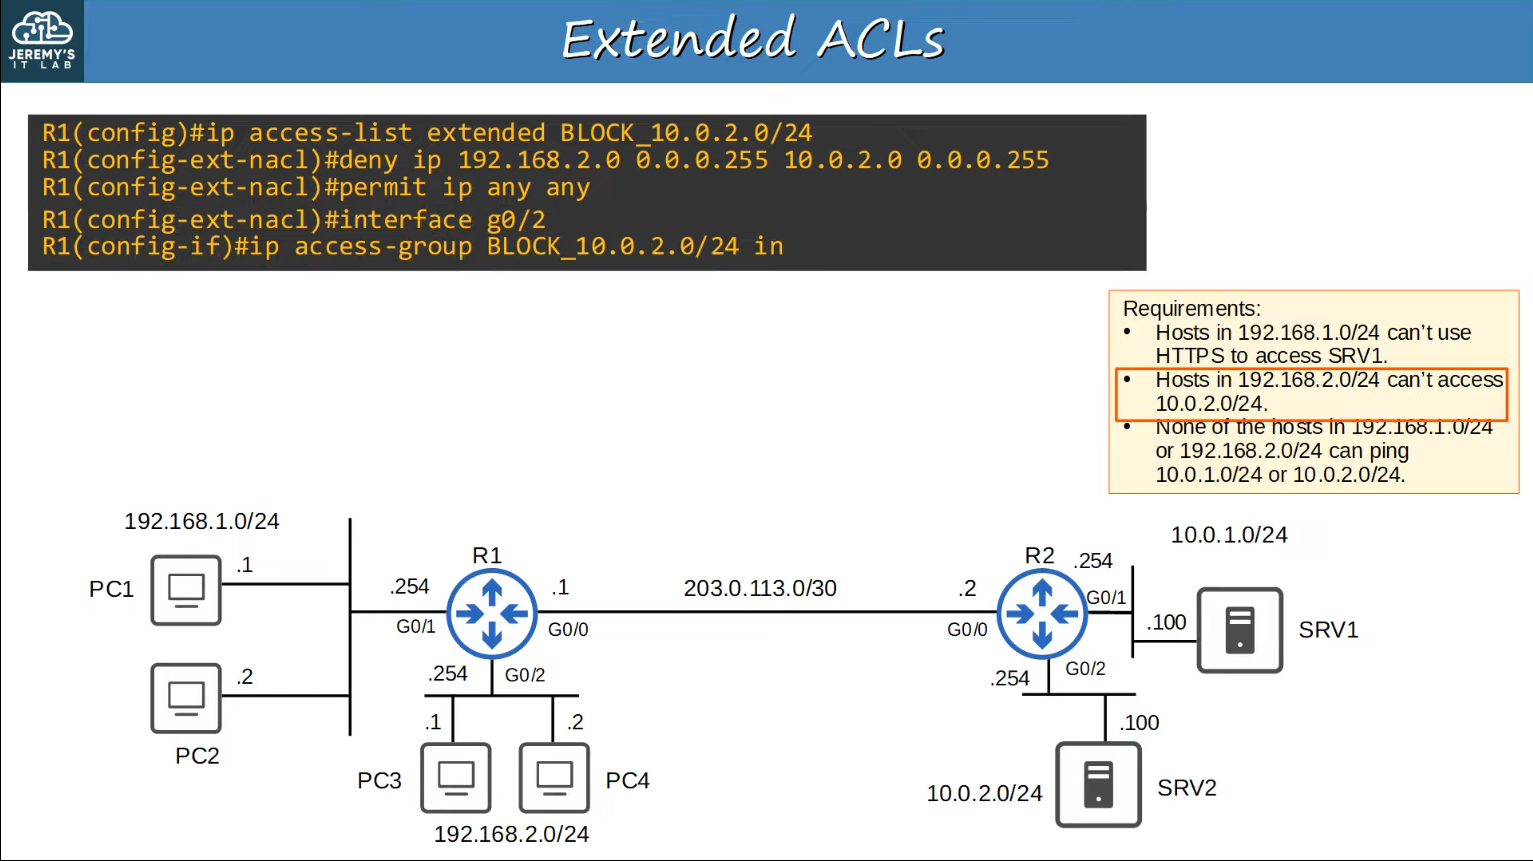 JEREMY'S
IT LAB
Extended ACLs
R1(config)#ip access-list extended BLOCK_10.0.2.0/24
R1(config-ext-nacl)#deny ip 192.168.2.0 0.0.0.255 10.0.2.0 0.0.0.255
R1(config-ext-nacl)#permit ip any any
R1(config-ext-nacl)#interface g0/2
R1(config-if)#ip access-group BLOCK_10.0.2.0/24 in
Requirements:
• Hosts in 192.168.1.0/24 can't use
HTTPS to access SRV1.
• Hosts in 192.168.2.0/24 can't access
10.0.2.0/24.
• None of the hosts in 192.168.1.0/24
or 192.168.2.0/24 can ping
10.0.1.0/24 or 10.0.2.0/24.
192.168.1.0/24
10.0.1.0/24
PC1
.1
.254
G0/1
R1
.1
G0/0
203.0.113.0/30
.2
G0/0
R2
.254
G0/1
.100
SRV1
.2
PC2
.254
G0/2
.1
.2
PC3
PC4
192.168.2.0/24
.254
G0/2
.100
10.0.2.0/24
SRV2